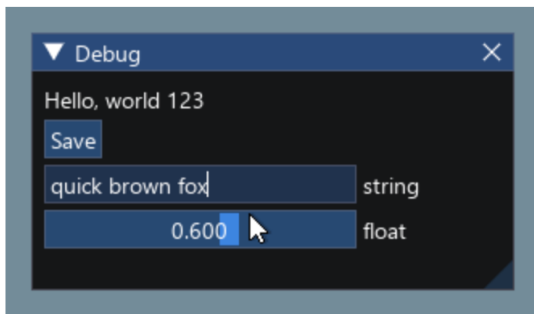 Debug
Hello, world 123
Save
quick brown fox string
0.600 float